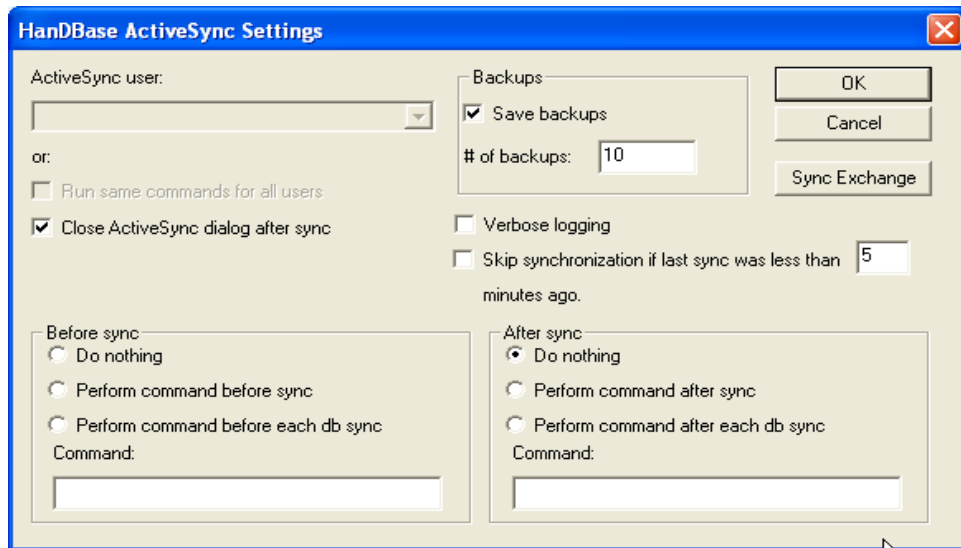 HanDBase ActiveSync Settings
ActiveSync user:
or:
Run same commands for all users
Close ActiveSync dialog after sync
Backups
Save backups
# of backups: 10
OK
Cancel
Sync Exchange
Verbose logging
Skip synchronization if last sync was less than 5
minutes ago.
Before sync
Do nothing
Perform command before sync
Perform command before each db sync
Command:
After sync
Do nothing
Perform command after sync
Perform command after each db sync
Command: